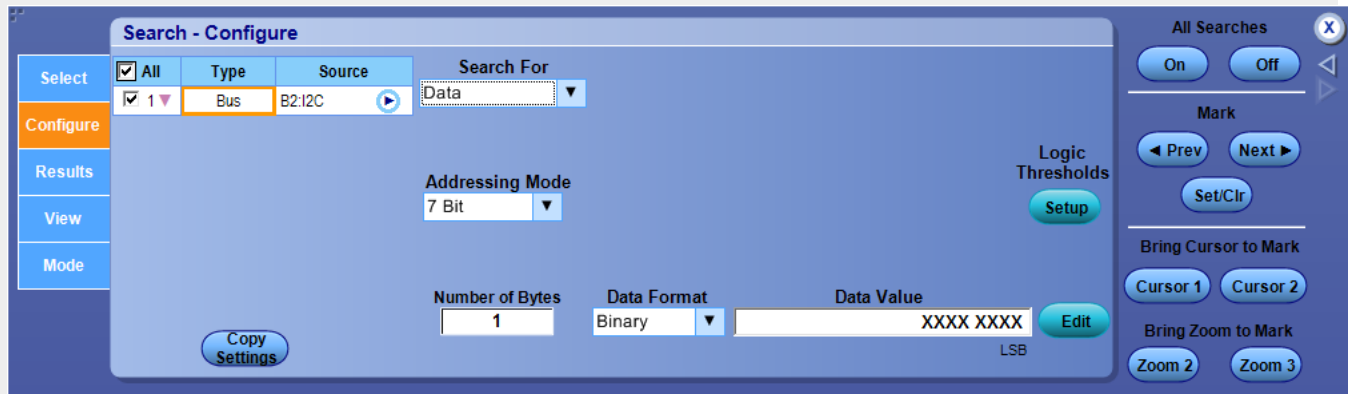 Search - Configure
Select
Configure
Results
View
Mode
All Type Source
1 Bus B2:I2C
Search For
Data
Addressing Mode
7 Bit
Logic
Thresholds
Setup
Number of Bytes Data Format Data Value
1 Binary XXXX XXXX Edit
LSB
Copy
Settings
All Searches X
On Off
Mark
◄ Prev Next ►
Set/Clr
Bring Cursor to Mark
Cursor 1 Cursor 2
Bring Zoom to Mark
Zoom 2 Zoom 3